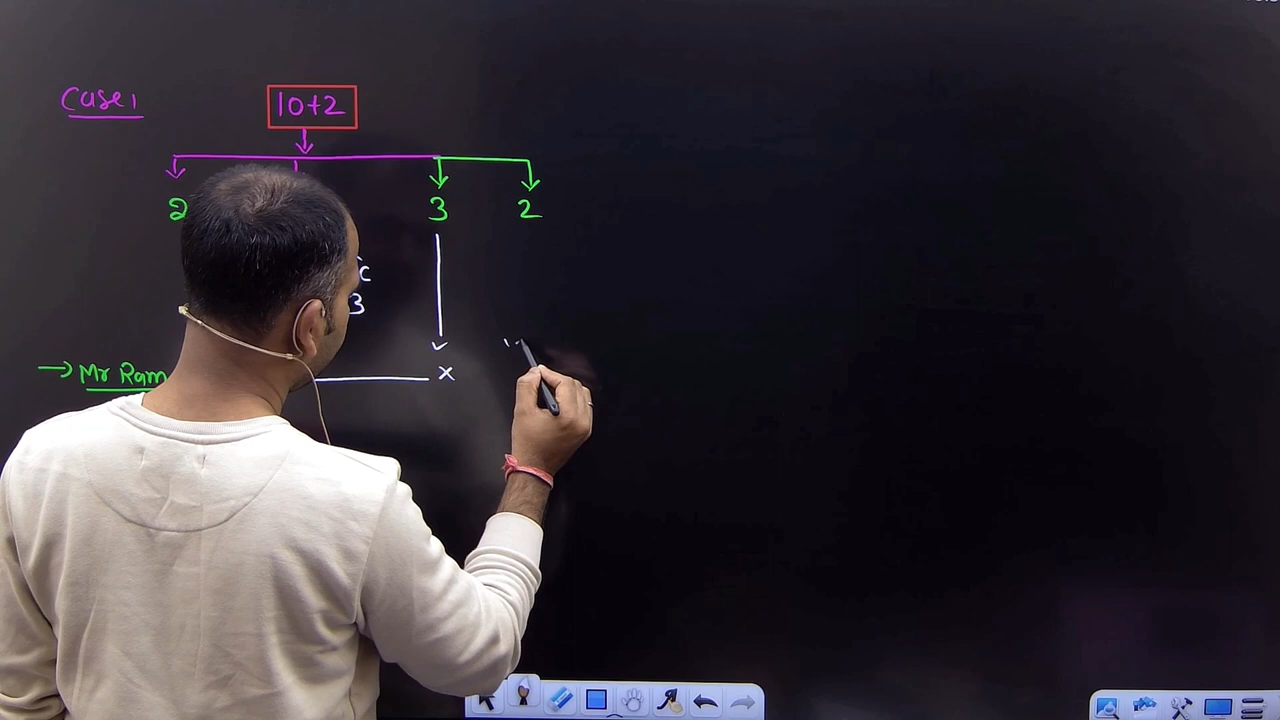 Case 1
10+2
2 3 2
c
3
→ Mr Ram x